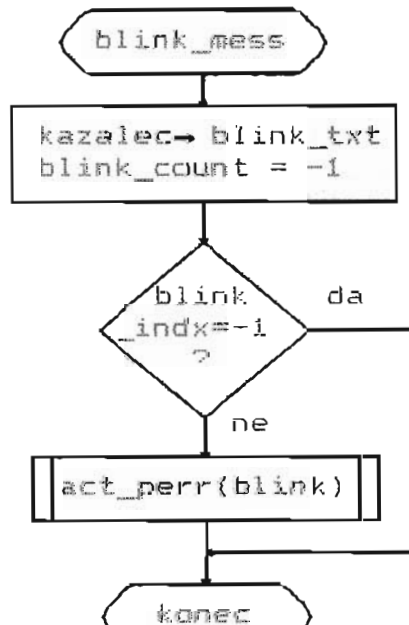 blink_mess
kazalec→ blink_txt
blink_count = -1
blink
_indx=-1
?
da
ne
act_perr(blink)
konec